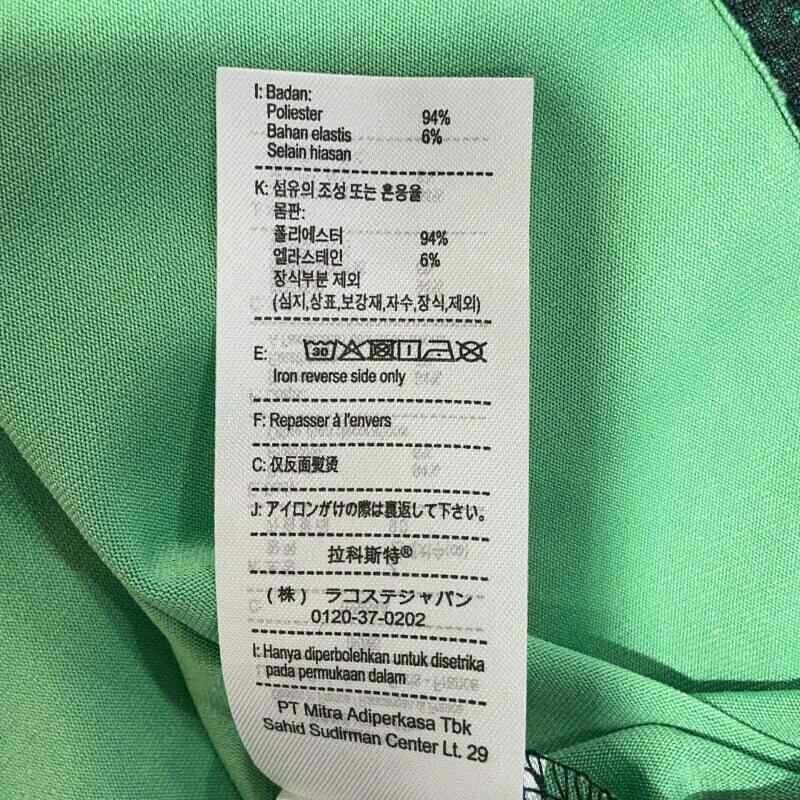 I: Badan:
Poliester 94%
Bahan elastis 6%
Selain hiasan
K: 섬유의 조성 또는 혼용율
몸판:
폴리에스터 94%
엘라스테인 6%
장식부분 제외
(심지,상표,보강재,자수,장식,제외)
E: 30
Iron reverse side only
F: Repasser à l'envers
C: 仅反面熨烫
J: アイロンがけの際は裏返して下さい。
拉科斯特®
(株) ラコステジャパン
0120-37-0202
I: Hanya diperbolehkan untuk disetrika
pada permukaan dalam
PT Mitra Adiperkasa Tbk
Sahid Sudirman Center Lt. 29